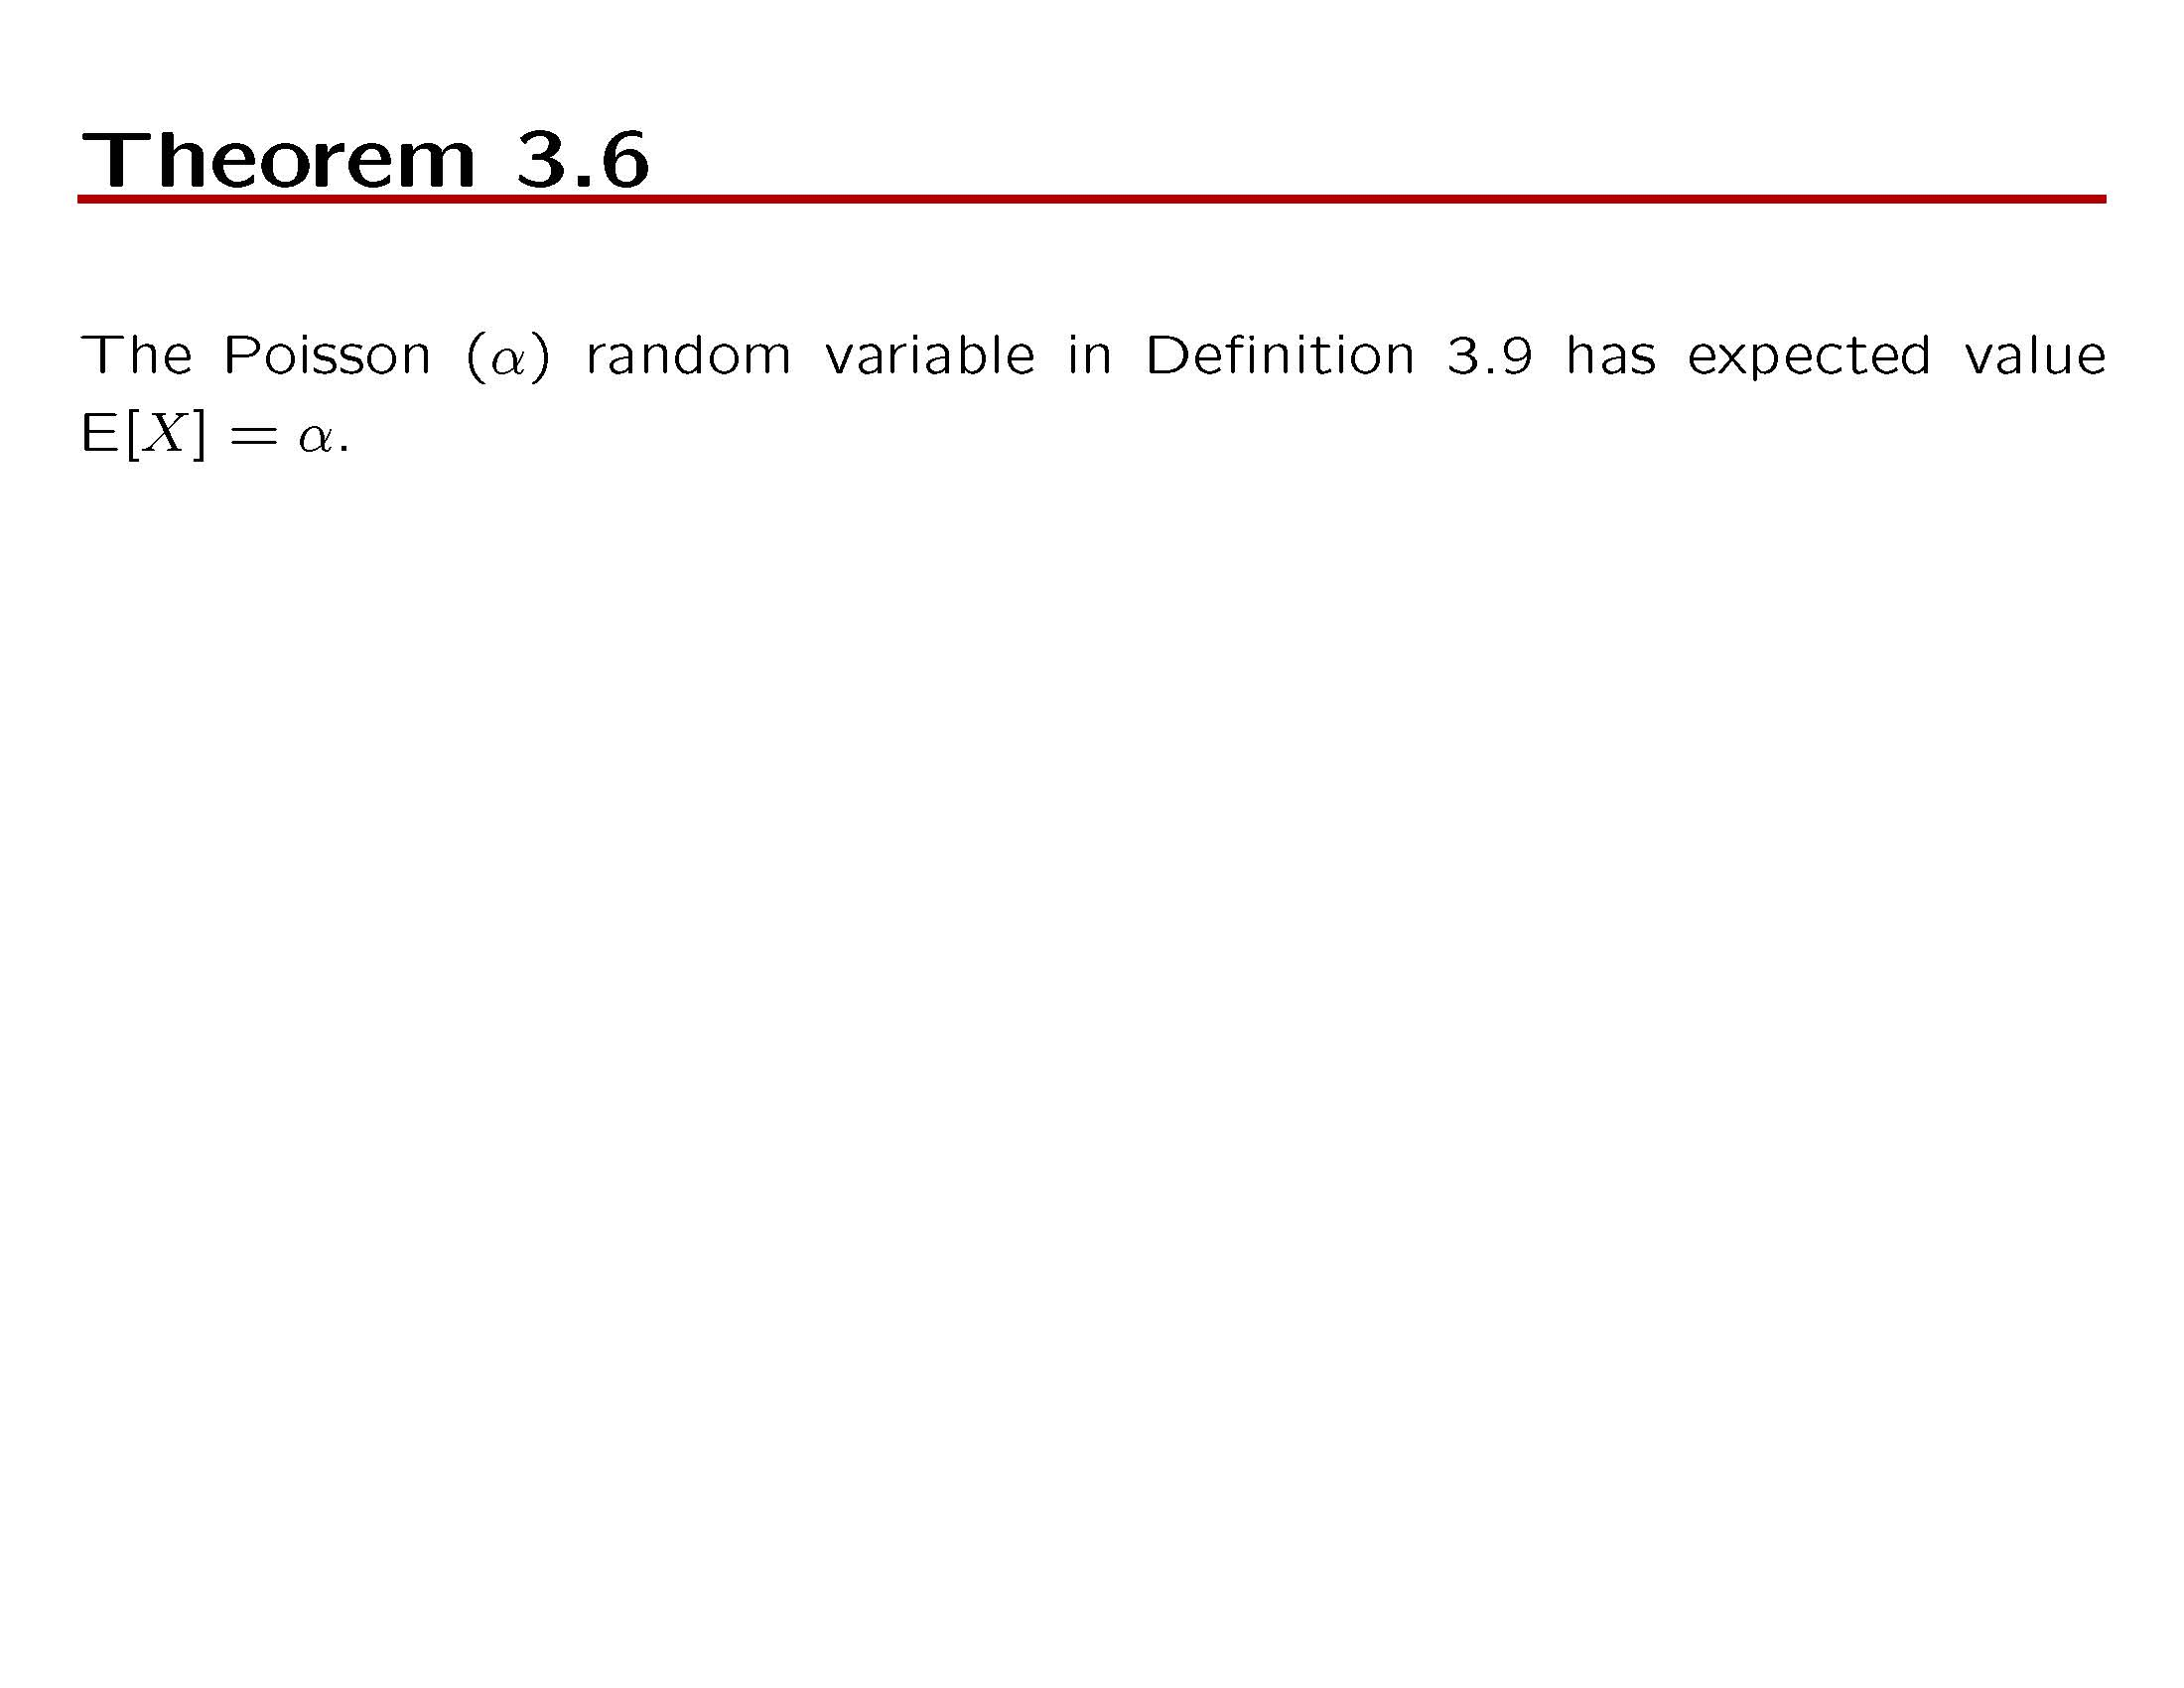 Theorem 3.6
The Poisson (α) random variable in Definition 3.9 has expected value
E[X] = α.